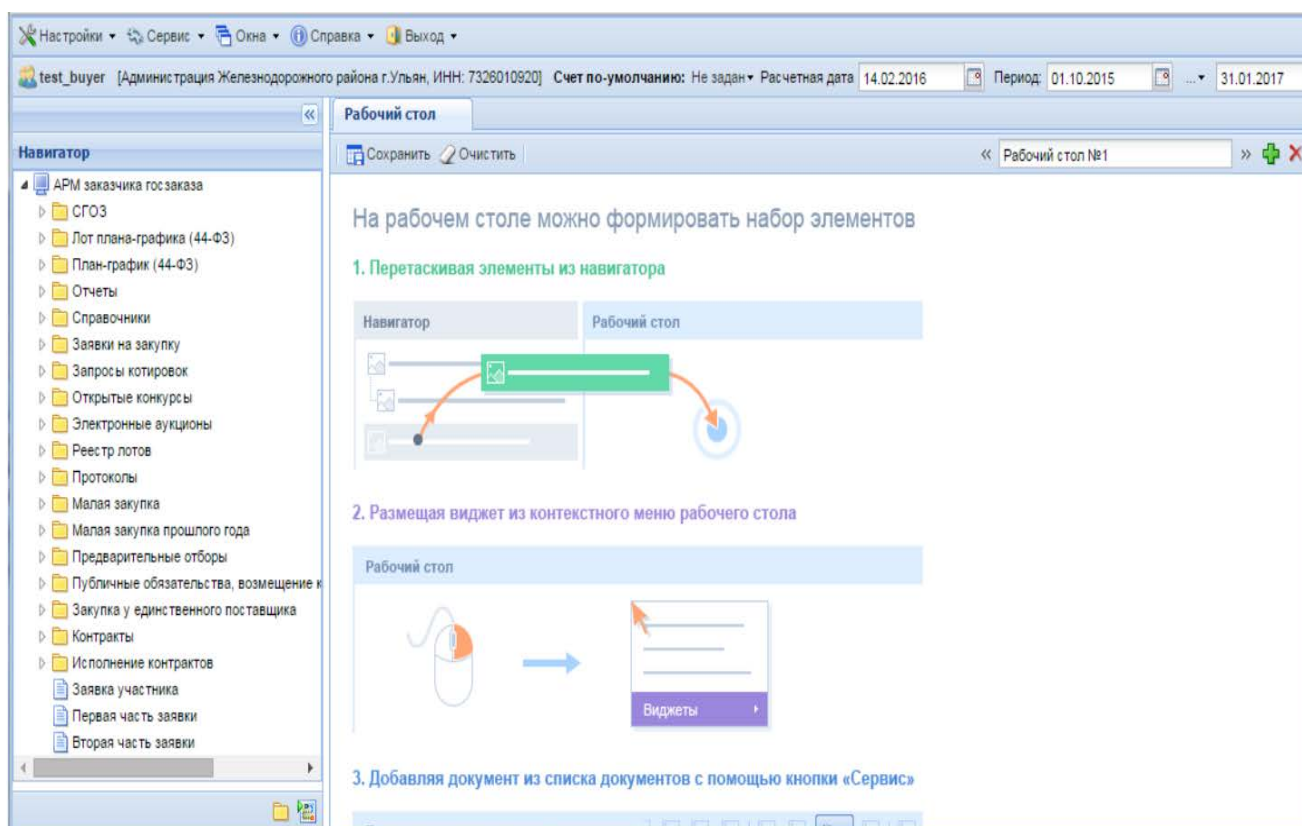 Настройки Сервис Окна Справка Выход
test_buyer [Администрация Железнодорожного района г.Ульян, ИНН: 7326010920] Счет по-умолчанию: Не задан Расчетная дата 14.02.2016 Период: 01.10.2015 ... 31.01.2017
« Рабочий стол
Навигатор
Сохранить Очистить « Рабочий стол №1 »
АРМ заказчика госзаказа
СГОЗ
Лот плана-графика (44-ФЗ)
План-график (44-ФЗ)
Отчеты
Справочники
Заявки на закупку
Запросы котировок
Открытые конкурсы
Электронные аукционы
Реестр лотов
Протоколы
Малая закупка
Малая закупка прошлого года
Предварительные отборы
Публичные обязательства, возмещение к
Закупка у единственного поставщика
Контракты
Исполнение контрактов
Заявка участника
Первая часть заявки
Вторая часть заявки
На рабочем столе можно формировать набор элементов
1. Перетаскивая элементы из навигатора
Навигатор Рабочий стол
2. Размещая виджет из контекстного меню рабочего стола
Рабочий стол
Виджеты
3. Добавляя документ из списка документов с помощью кнопки «Сервис»